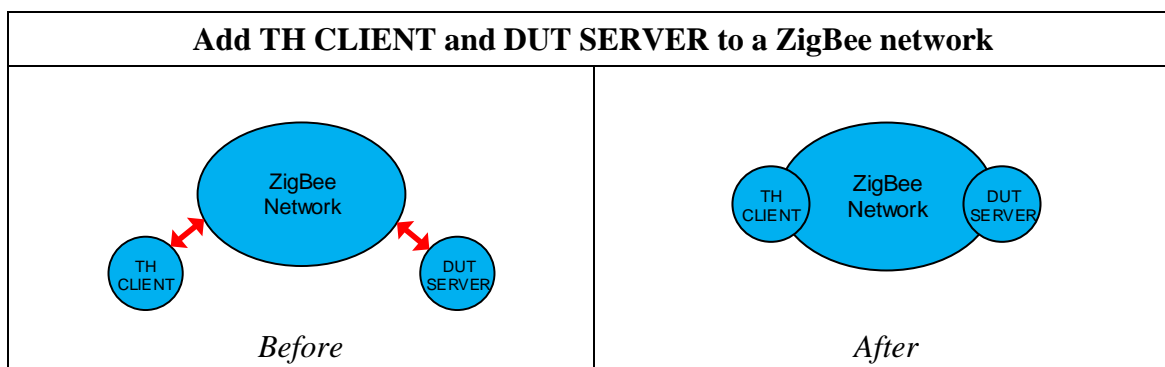 Add TH CLIENT and DUT SERVER to a ZigBee network
ZigBee
Network
TH
CLIENT
DUT
SERVER
Before
ZigBee
Network
TH
CLIENT
DUT
SERVER
After